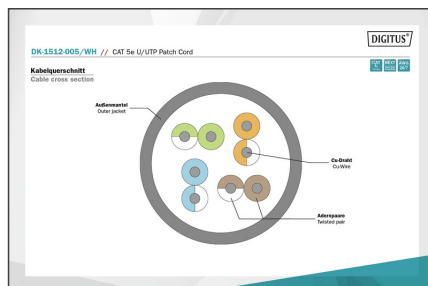 DIGITUS®
DK-1512-005/WH // CAT 5e U/UTP Patch Cord
Kabelquerschnitt
Cable cross section
Außenmantel
Outer jacket
Cu-Draht
Cu-Wire
Adernpaare
Twisted pair